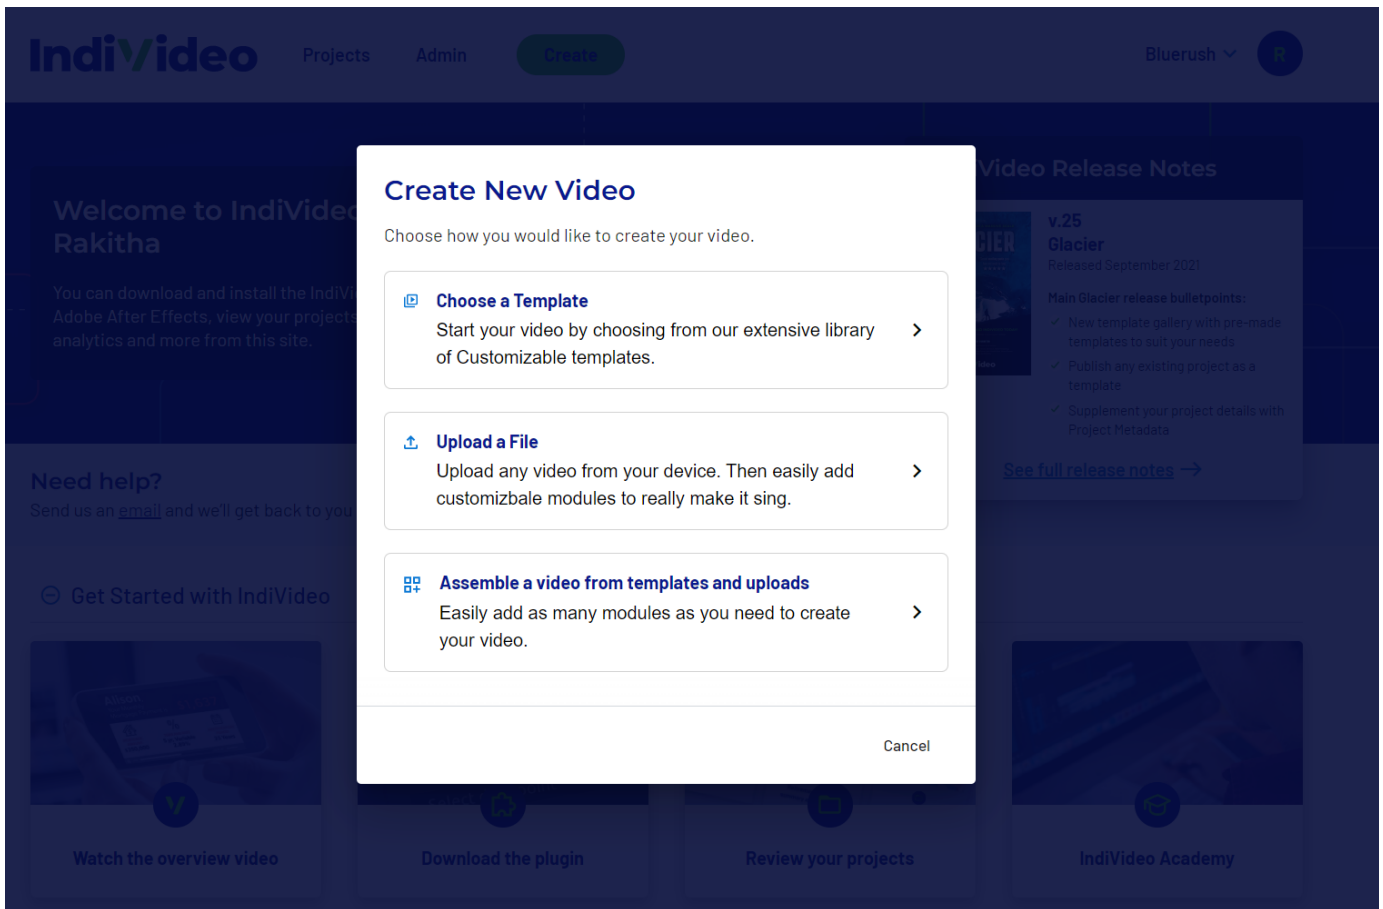 IndiVideo
Projects
Admin
Create
Bluerush
R
Welcome to IndiVideo
Rakitha
You can download and install the IndiVi
Adobe After Effects, view your projects
analytics and more from this site.
Create New Video
Choose how you would like to create your video.
Choose a Template
Start your video by choosing from our extensive library
of Customizable templates.
Upload a File
Upload any video from your device. Then easily add
customizbale modules to really make it sing.
Assemble a video from templates and uploads
Easily add as many modules as you need to create
your video.
Cancel
Video Release Notes
v.25
Glacier
Released September 2021
Main Glacier release bulletpoints:
New template gallery with pre-made
templates to suit your needs
Publish any existing project as a
template
Supplement your project details with
Project Metadata
See full release notes
Need help?
Send us an email and we'll get back to you
Get Started with IndiVideo
Watch the overview video
Download the plugin
Review your projects
IndiVideo Academy